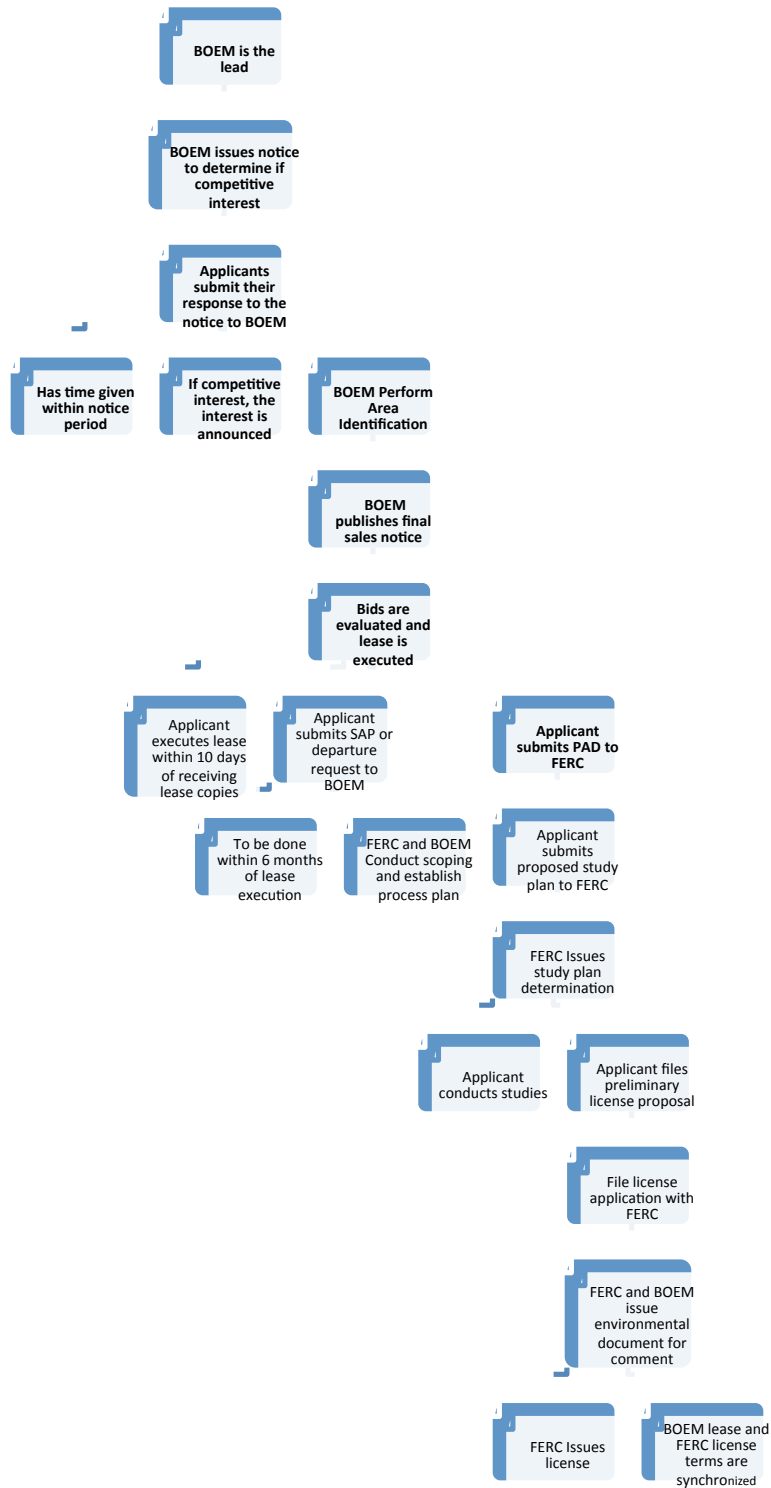 BOEM is the
lead
BOEM issues notice
to determine if
competitive
interest
Applicants
submit their
response to the
notice to BOEM
Has time given
within notice
period
If competitive
interest, the
interest is
announced
BOEM Perform
Area
Identification
BOEM
publishes final
sales notice
Bids are
evaluated and
lease is
executed
Applicant
executes lease
within 10 days
of receiving
lease copies
Applicant
submits SAP or
departure
request to
BOEM
Applicant
submits PAD to
FERC
To be done
within 6 months
of lease
execution
FERC and BOEM
Conduct scoping
and establish
process plan
Applicant
submits
proposed study
plan to FERC
FERC Issues
study plan
determination
Applicant
conducts studies
Applicant files
preliminary
license proposal
File license
application with
FERC
FERC and BOEM
issue
environmental
document for
comment
FERC Issues
license
BOEM lease and
FERC license
terms are
synchronized